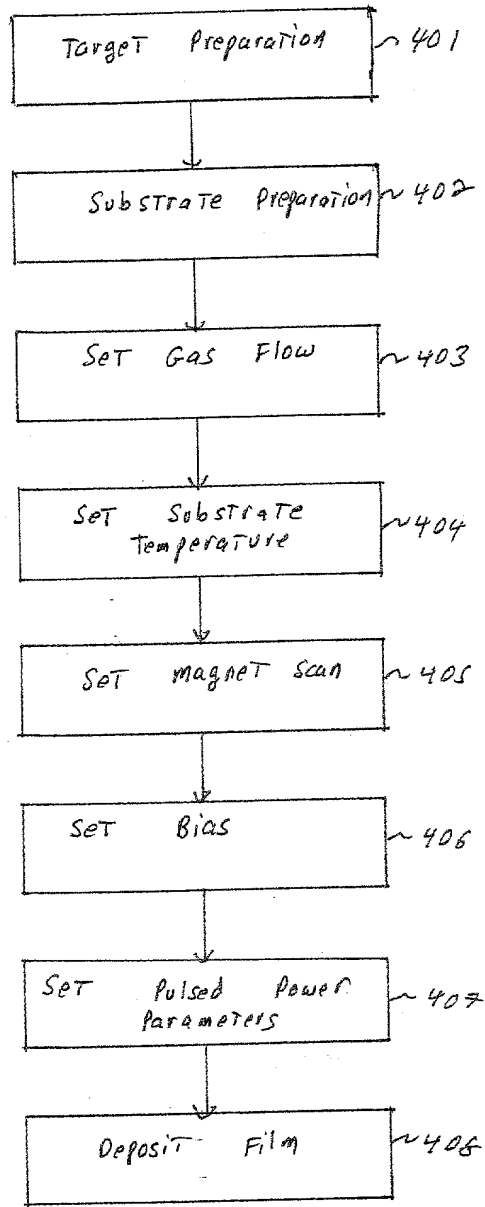 Target Preparation 401
Substrate Preparation 402
Set Gas Flow 403
Set Substrate
Temperature 404
Set Magnet Scan 405
Set Bias 406
Set Pulsed Power
Parameters 407
Deposit Film 408